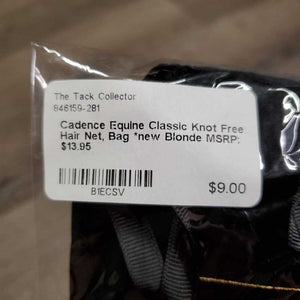 The Tack Collector
846159-281
Cadence Equine Classic Knot Free
Hair Net, Bag *new Blonde MSRP:
$13.95
B1ECSV
$9.00